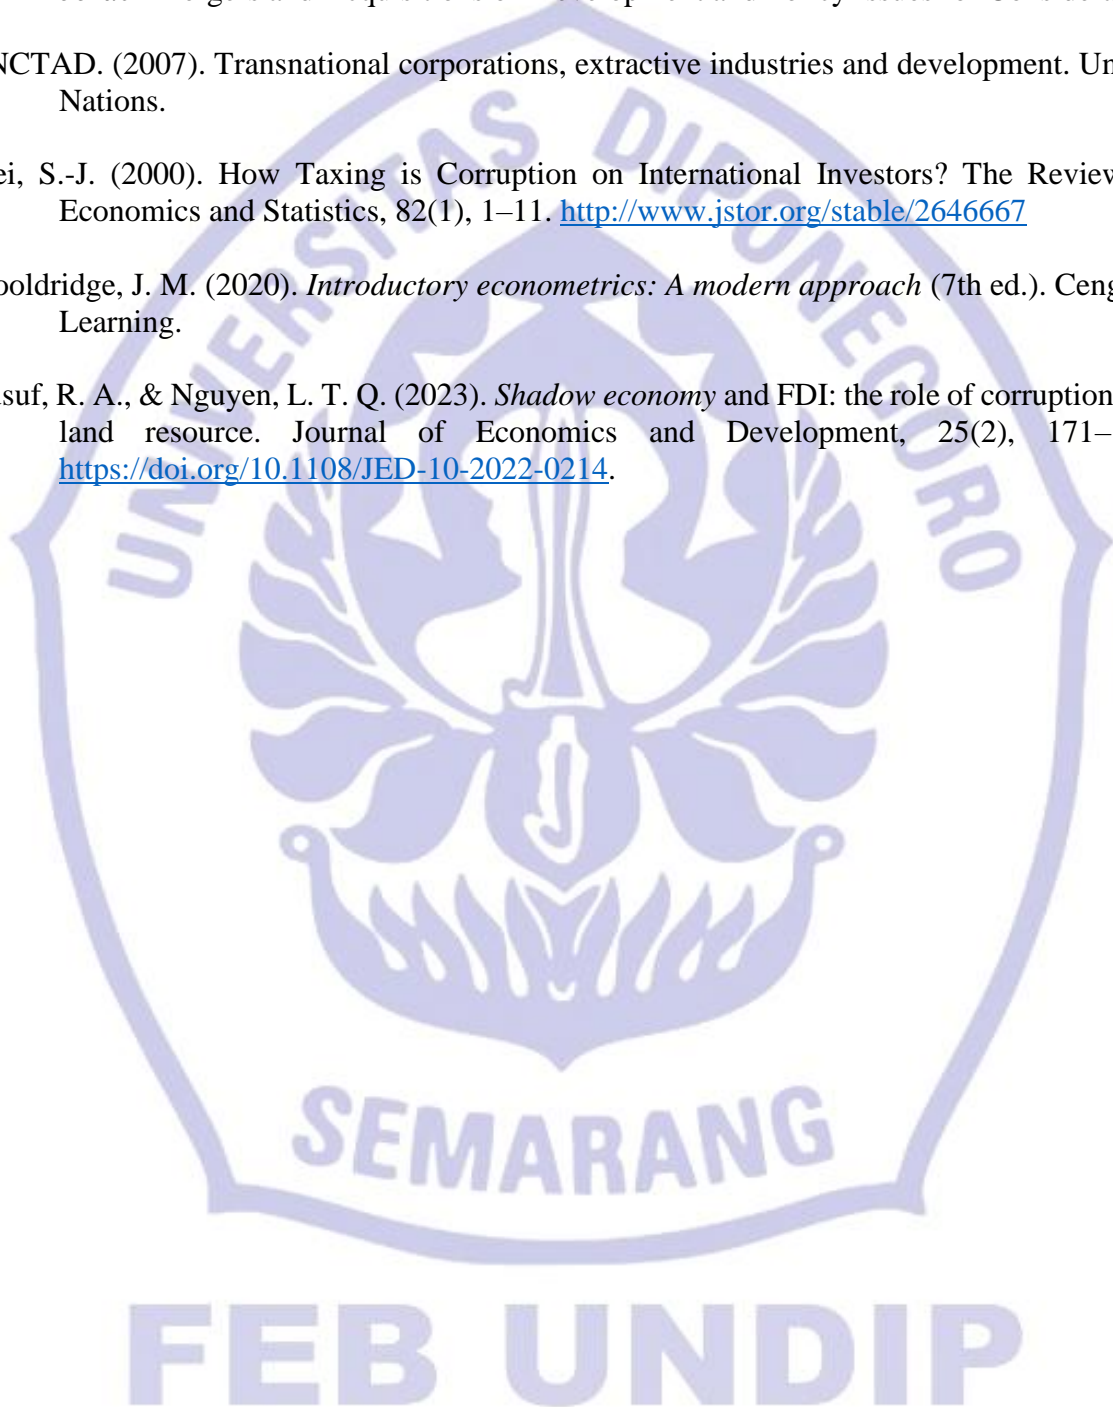 NCTAD. (2007). Transnational corporations, extractive industries and development. Un
Nations.
ei, S.-J. (2000). How Taxing is Corruption on International Investors? The Review
Economics and Statistics, 82(1), 1–11. http://www.jstor.org/stable/2646667
ooldridge, J. M. (2020). Introductory econometrics: A modern approach (7th ed.). Ceng
Learning.
usuf, R. A., & Nguyen, L. T. Q. (2023). Shadow economy and FDI: the role of corruption
land resource. Journal of Economics and Development, 25(2), 171–
https://doi.org/10.1108/JED-10-2022-0214.
UNIVERSITAS DIPONEGORO
SEMARANG
FEB UNDIP